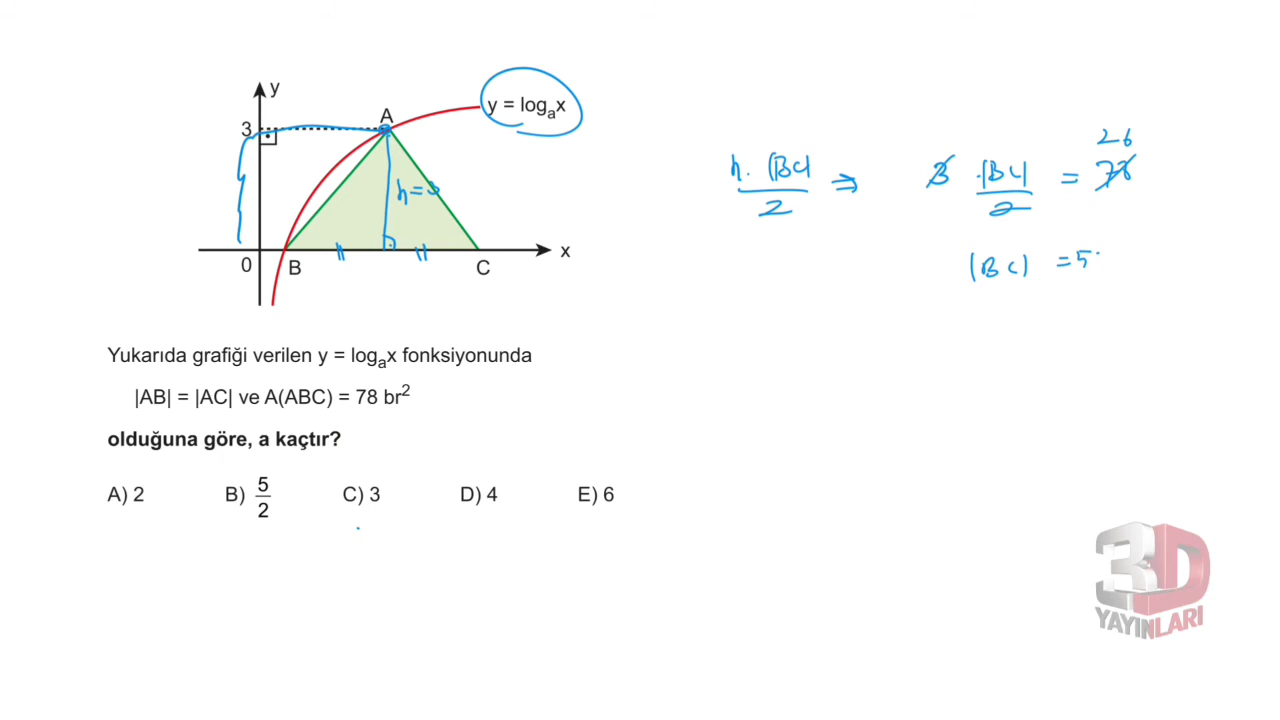 y
y = logₐx
A
3
h=3
0
B
C
x
h. |BC|
2
⇒
3 . |BC|
2
= 78
26
|BC| = 5
Yukarıda grafiği verilen y = logₐx fonksiyonunda
|AB| = |AC| ve A(ABC) = 78 br²
olduğuna göre, a kaçtır?
A) 2 B) 5/2 C) 3 D) 4 E) 6
3D
YAYINLARI